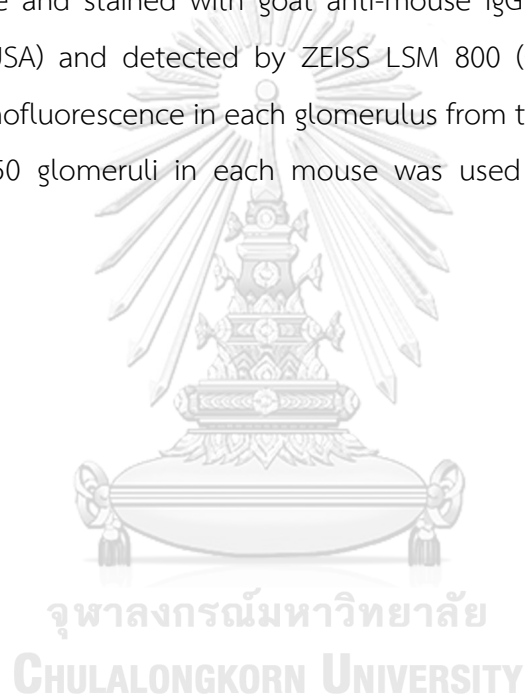 e and stained with goat anti-mouse IgG
USA) and detected by ZEISS LSM 800 (
nofluorescence in each glomerulus from t
50 glomeruli in each mouse was used
จุฬาลงกรณ์มหาวิทยาลัย
CHULALONGKORN UNIVERSITY